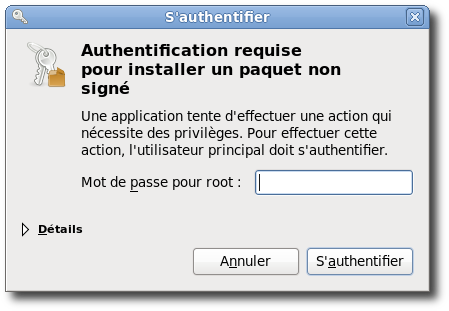 S'authentifier
Authentification requise
pour installer un paquet non
signé
Une application tente d'effectuer une action qui
nécessite des privilèges. Pour effectuer cette
action, l'utilisateur principal doit s'authentifier.
Mot de passe pour root :
Détails
Annuler
S'authentifier